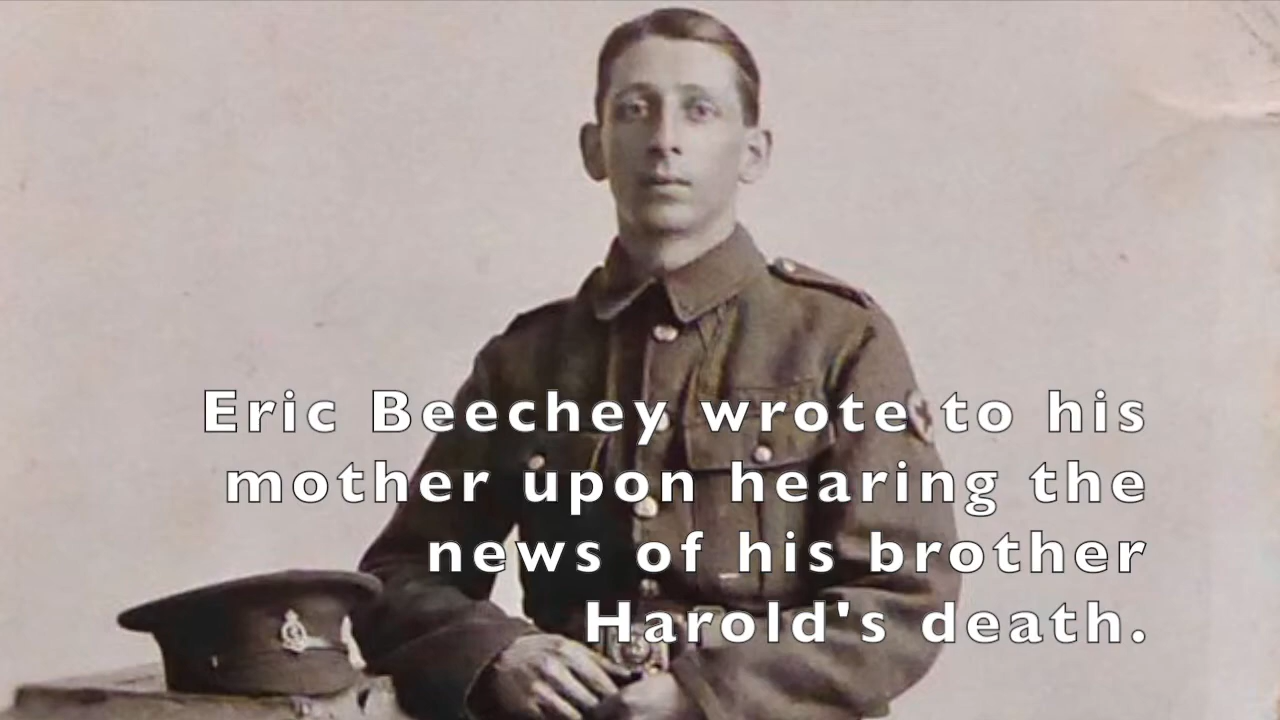 Eric Beechey wrote to his
mother upon hearing the
news of his brother
Harold's death.